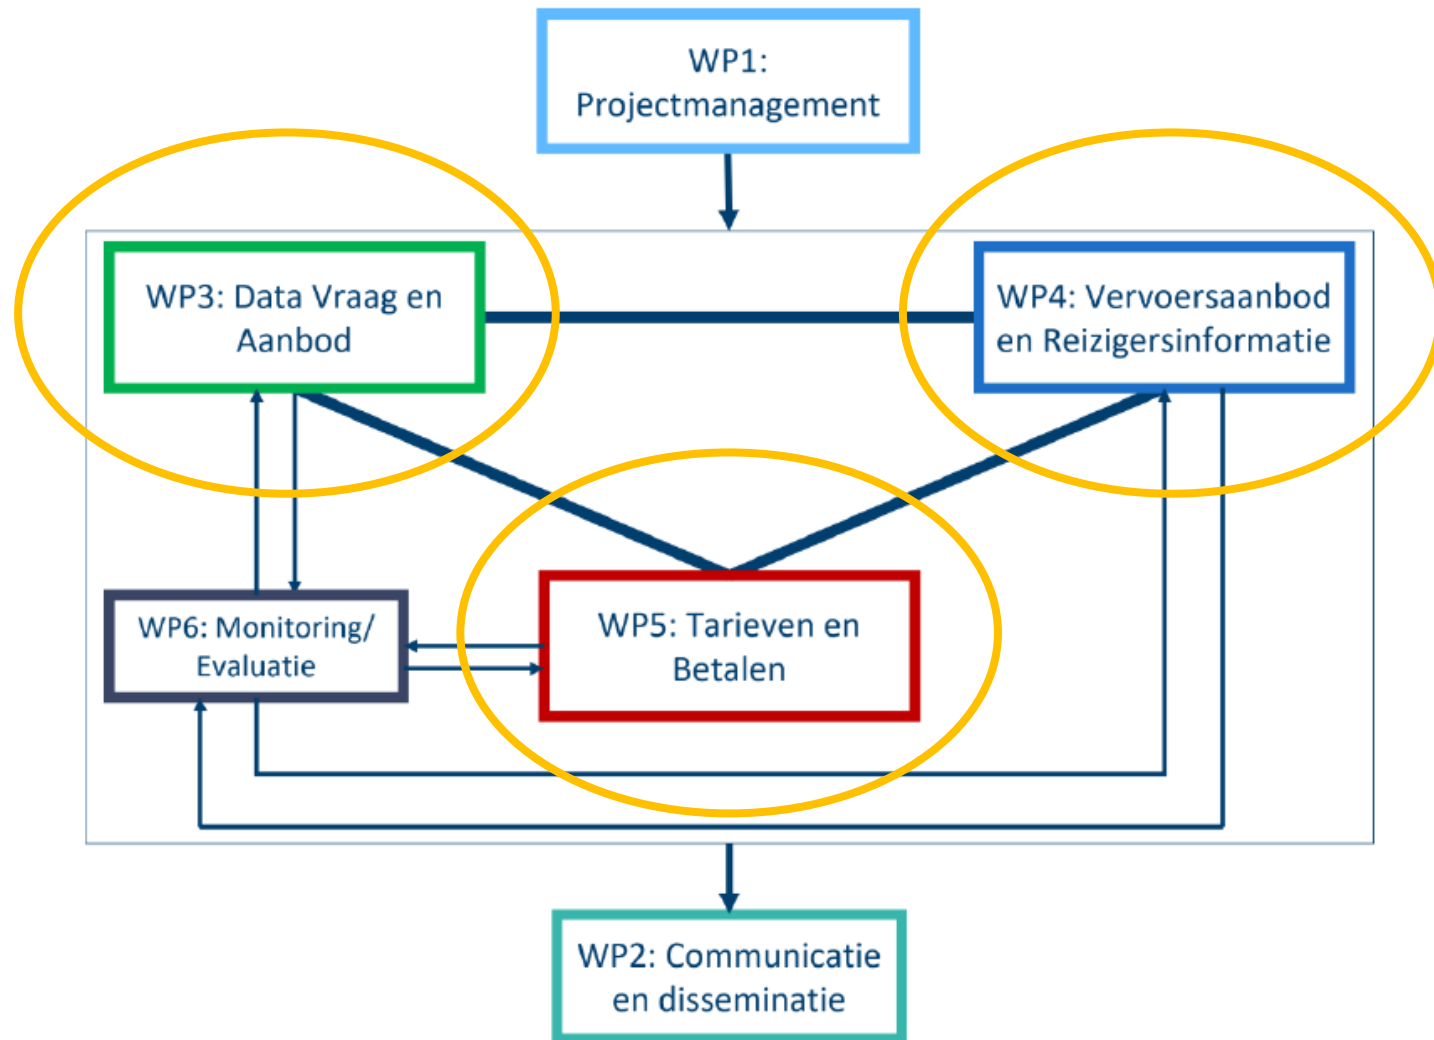 WP1:
Projectmanagement
WP3: Data Vraag en
Aanbod
WP4: Vervoersaanbod
en Reizigersinformatie
WP6: Monitoring/
Evaluatie
WP5: Tarieven en
Betalen
WP2: Communicatie
en disseminatie